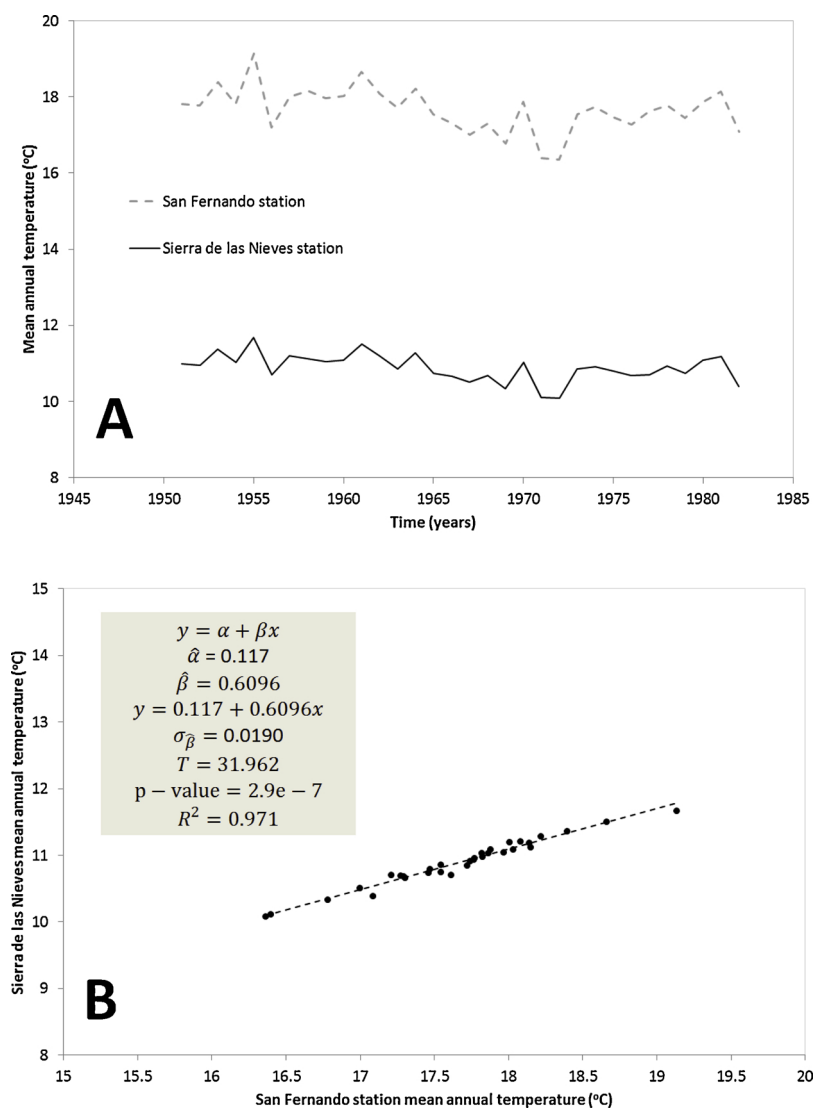 20
18
16
14
12
10
8
Mean annual temperature (ºC)
San Fernando station
Sierra de las Nieves station
A
1945 1950 1955 1960 1965 1970 1975 1980 1985
Time (years)
15
14
13
12
11
10
9
8
Sierra de las Nieves mean annual temperature (ºC)
y = α + βx
α̂ = 0.117
β̂ = 0.6096
y = 0.117 + 0.6096x
σ_β̂ = 0.0190
T = 31.962
p − value = 2.9e − 7
R² = 0.971
B
15 15.5 16 16.5 17 17.5 18 18.5 19 19.5 20
San Fernando station mean annual temperature (ºC)